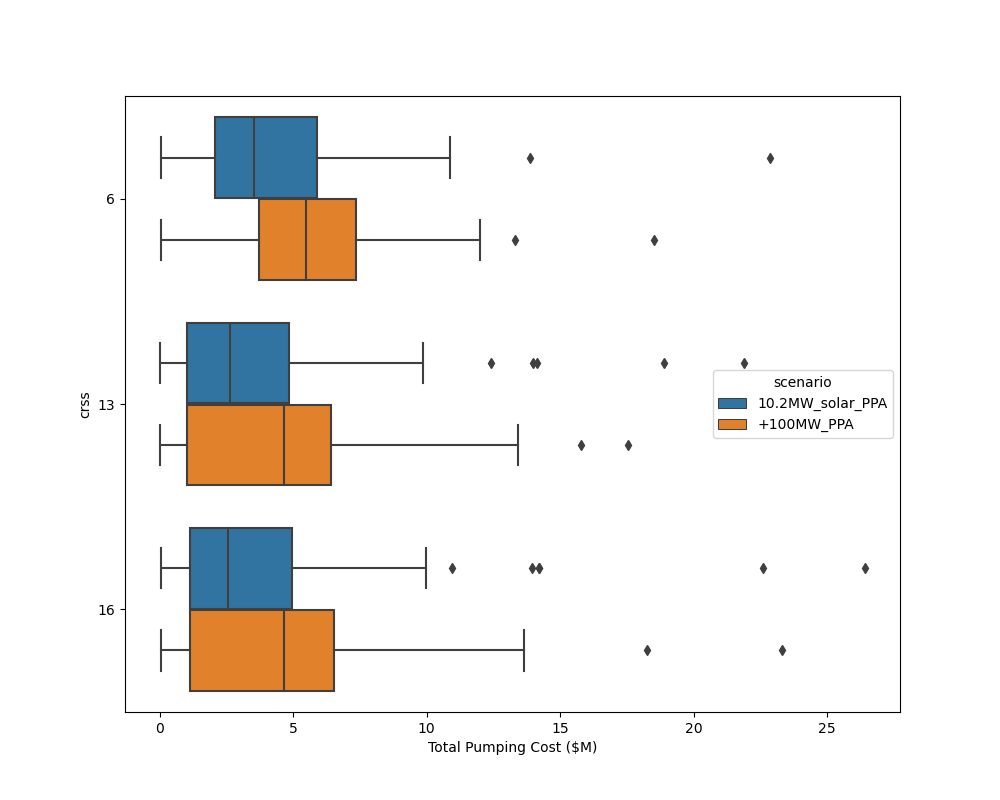 6
13
16
crss
0 5 10 15 20 25
Total Pumping Cost ($M)
scenario
10.2MW_solar_PPA
+100MW_PPA